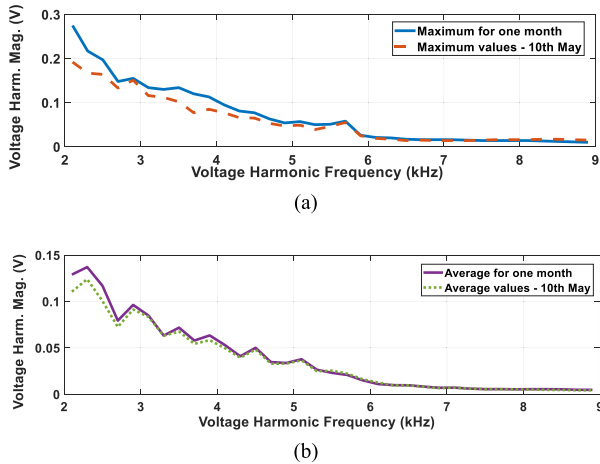 0.3
0.2
0.1
0
Voltage Harm. Mag. (V)
Maximum for one month
Maximum values - 10th May
2 3 4 5 6 7 8 9
Voltage Harmonic Frequency (kHz)
(a)
0.15
0.1
0.05
0
Voltage Harm. Mag. (V)
Average for one month
Average values - 10th May
2 3 4 5 6 7 8 9
Voltage Harmonic Frequency (kHz)
(b)